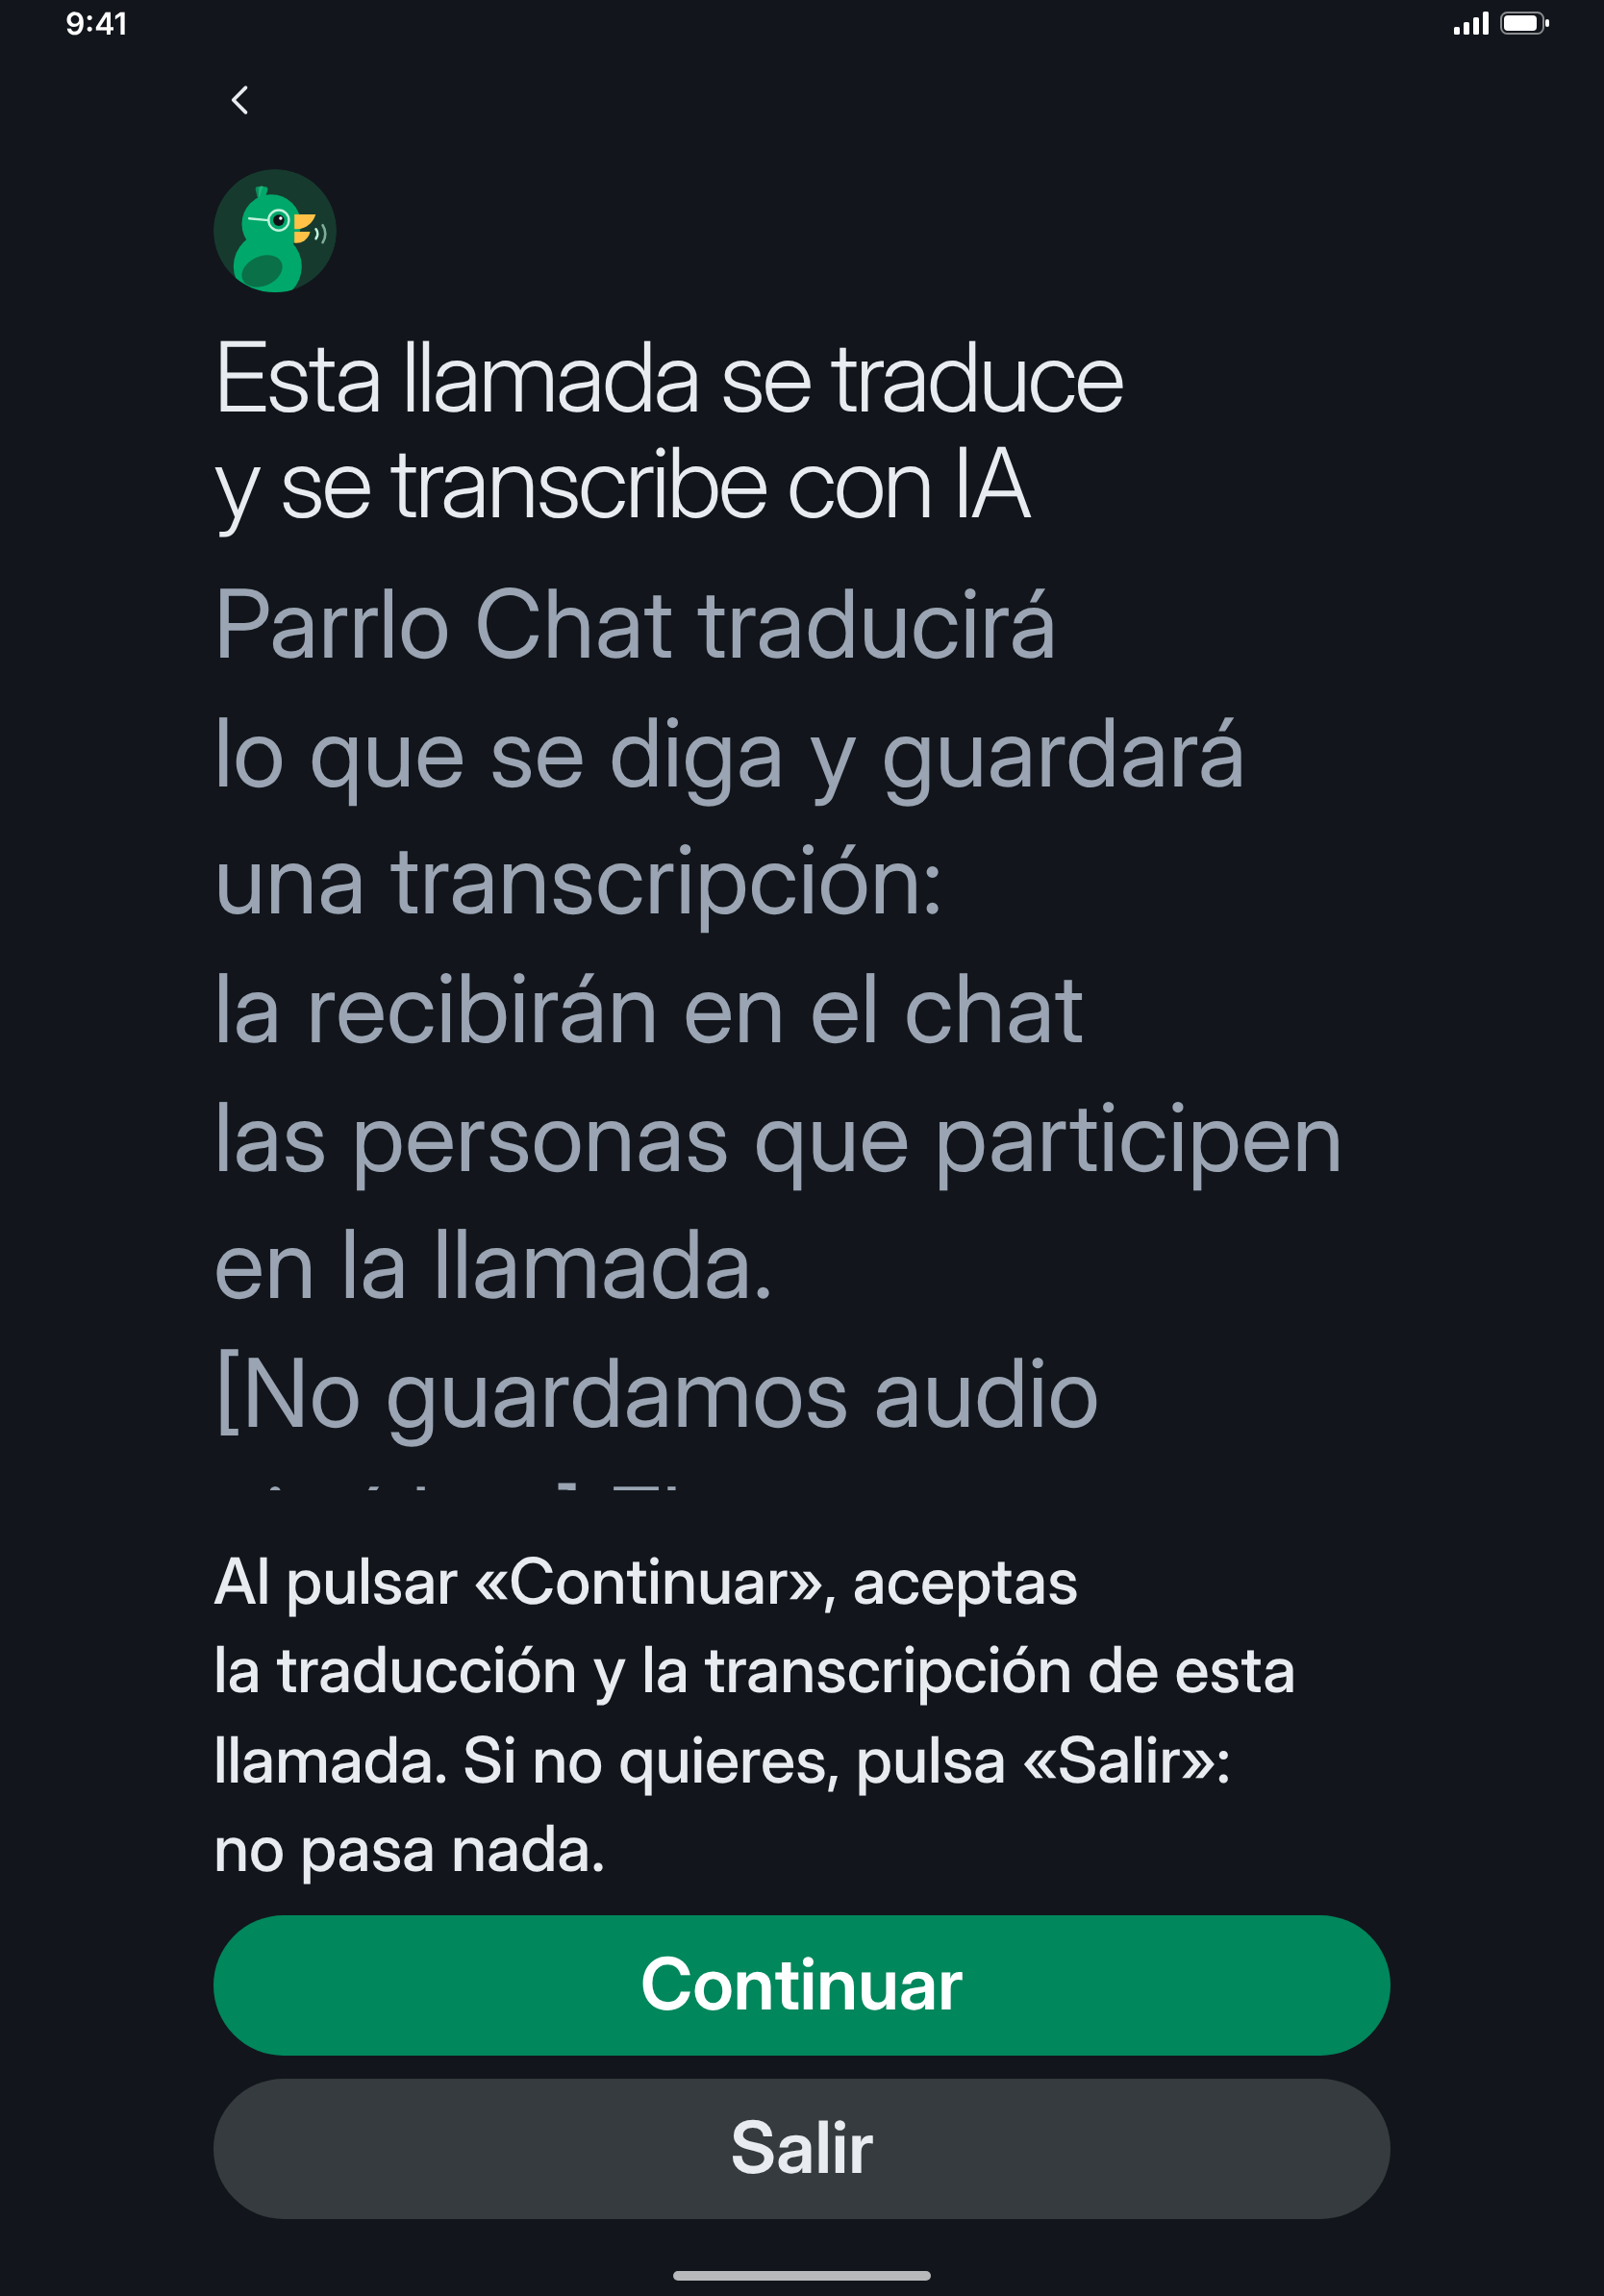 9:41
Esta llamada se traduce
y se transcribe con IA
Parrlo Chat traducirá
lo que se diga y guardará
una transcripción:
la recibirán en el chat
las personas que participen
en la llamada.
[No guardamos audio
Al pulsar «Continuar», aceptas
la traducción y la transcripción de esta
llamada. Si no quieres, pulsa «Salir»:
no pasa nada.
Continuar
Salir